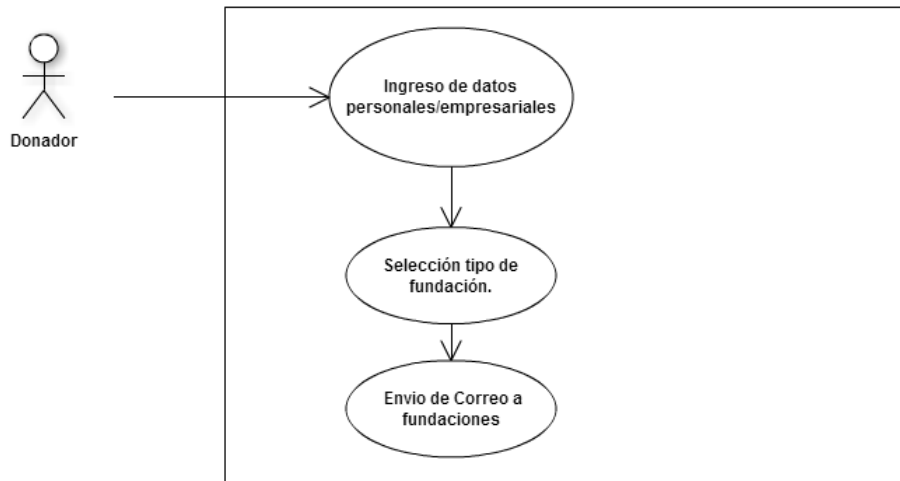 Donador
Ingreso de datos
personales/empresariales
Selección tipo de
fundación.
Envio de Correo a
fundaciones